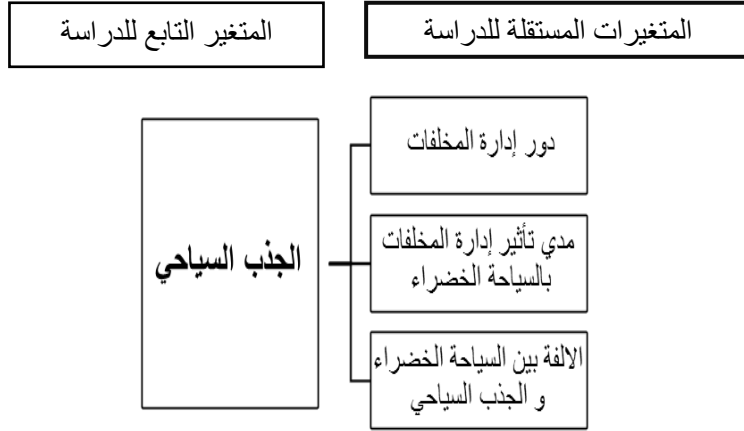 المتغيرات المستقلة للدراسة
المتغير التابع للدراسة
دور إدارة المخلفات
مدي تأثير إدارة المخلفات
بالسياحة الخضراء
الالفة بين السياحة الخضراء
و الجذب السياحي
الجذب السياحي